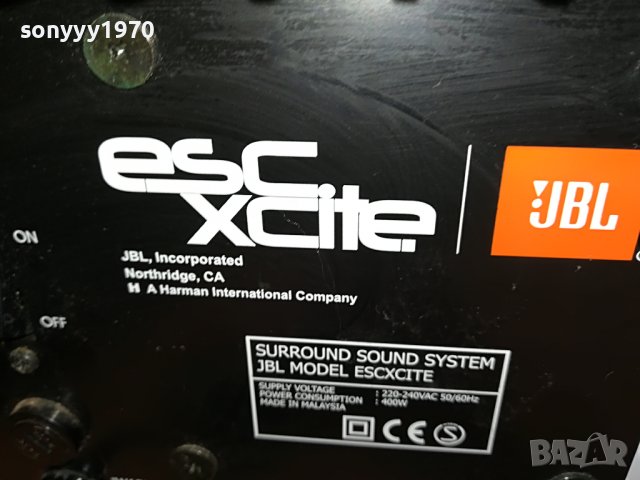 sonyyy1970
esc
xcite
JBL
ON
JBL, Incorporated
Northridge, CA
H A Harman International Company
OFF
SURROUND SOUND SYSTEM
JBL MODEL ESCXCITE
SUPPLY VOLTAGE : 220-240VAC 50/60Hz
POWER CONSUMPTION : 400W
MADE IN MALAYSIA
CE S
BAZAR